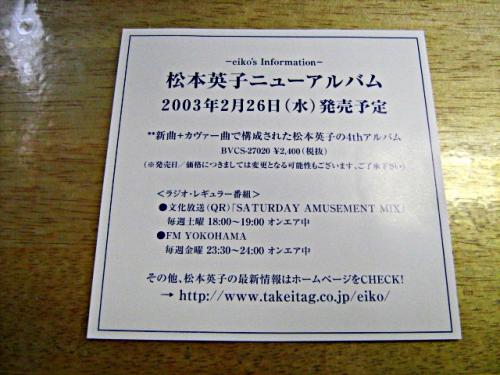 −eiko's Information−
松本英子ニューアルバム
2003年2月26日(水)発売予定
**新曲+カヴァー曲で構成された松本英子の4thアルバム
BVCS-27020 ¥2,400(税抜)
(※発売日/価格につきましては変更となる可能性もございます、ご了承下さい)
<ラジオ・レギュラー番組>
●文化放送(QR)「SATURDAY AMUSEMENT MIX」
毎週土曜 18:00~19:00 オンエア中
●FM YOKOHAMA
毎週金曜 23:30~24:00 オンエア中
その他、松本英子の最新情報はホームページをCHECK!
→ http://www.takeitag.co.jp/eiko/